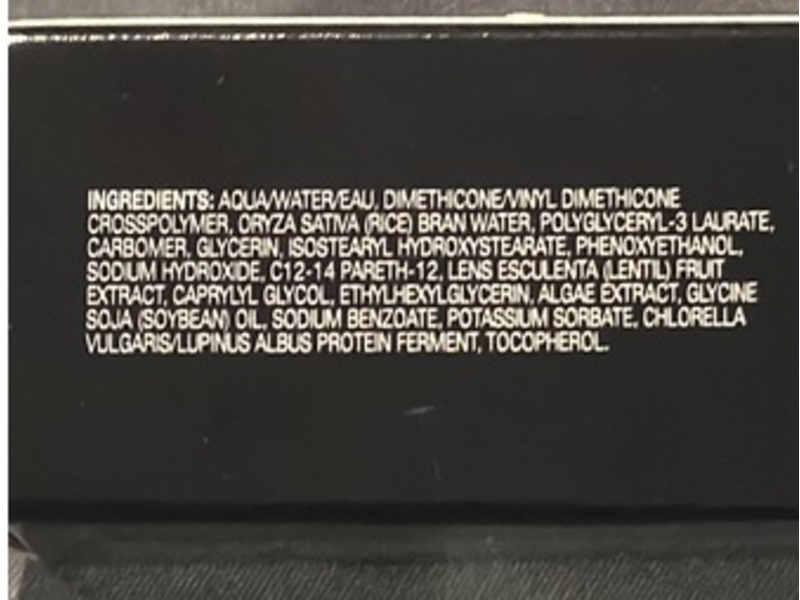 INGREDIENTS: AQUA/WATER/EAU, DIMETHICONE/VINYL DIMETHICONE
CROSSPOLYMER, ORYZA SATIVA (RICE) BRAN WATER, POLYGLYCERYL-3 LAURATE,
CARBOMER, GLYCERIN, ISOSTEARYL HYDROXYSTEARATE, PHENOXYETHANOL,
SODIUM HYDROXIDE, C12-14 PARETH-12, LENS ESCULENTA (LENTIL) FRUIT
EXTRACT, CAPRYLYL GLYCOL, ETHYLHEXYLGLYCERIN, ALGAE EXTRACT, GLYCINE
SOJA (SOYBEAN) OIL, SODIUM BENZOATE, POTASSIUM SORBATE, CHLORELLA
VULGARIS/LUPINUS ALBUS PROTEIN FERMENT, TOCOPHEROL.